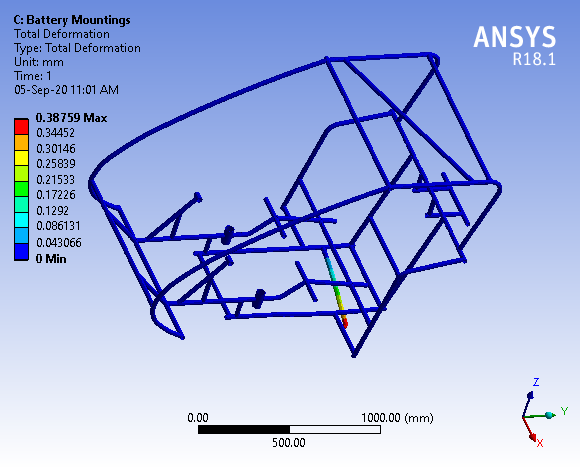 C: Battery Mountings
Total Deformation
Type: Total Deformation
Unit: mm
Time: 1
05-Sep-20 11:01 AM
ANSYS
R18.1
0.38759 Max
0.34452
0.30146
0.25839
0.21533
0.17226
0.1292
0.086131
0.043066
0 Min
0.00
1000.00 (mm)
500.00
Z
Y
X